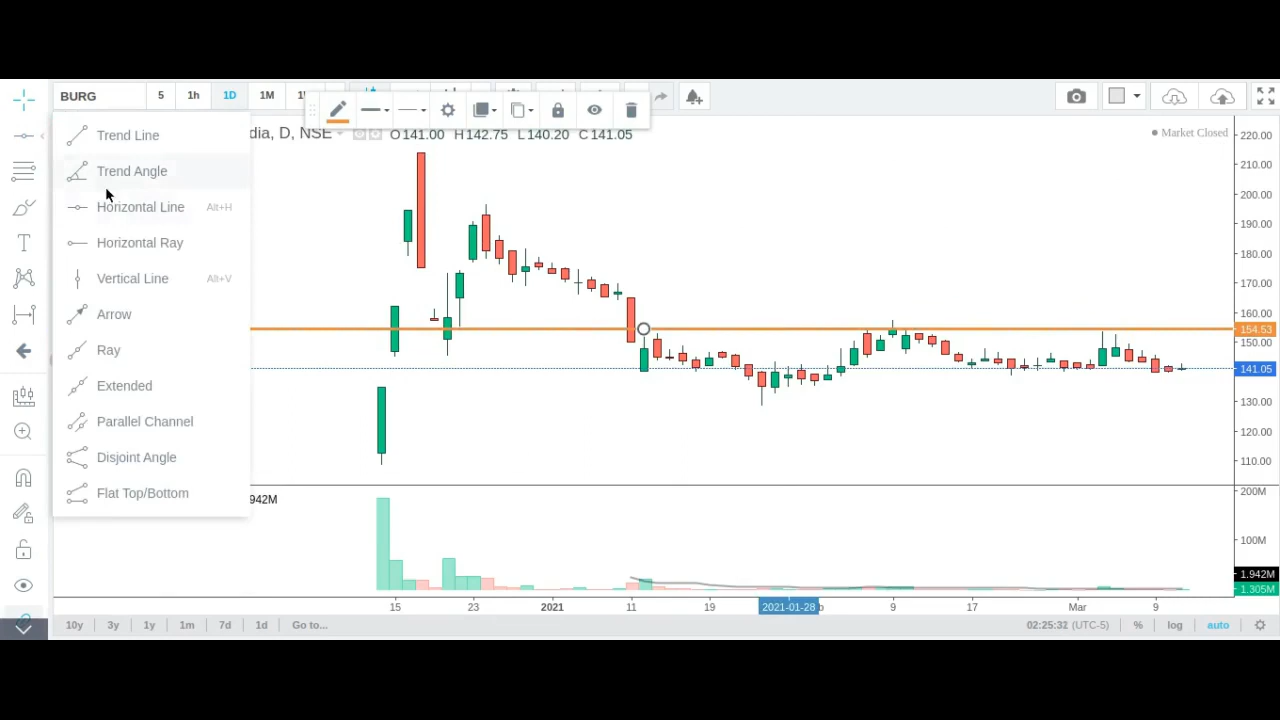 BURG 5 1h 1D 1M
dia, D, NSE O141.00 H142.75 L140.20 C141.05
Market Closed
Trend Line
Trend Angle
Horizontal Line Alt+H
Horizontal Ray
Vertical Line Alt+V
Arrow
Ray
Extended
Parallel Channel
Disjoint Angle
Flat Top/Bottom
T
220.00
210.00
200.00
190.00
180.00
170.00
160.00
154.53
150.00
141.05
130.00
120.00
110.00
942M
200M
100M
1.942M
1.305M
15 23 2021 11 19 2021-01-28 9 17 Mar 9
10y 3y 1y 1m 7d 1d Go to... 02:25:32 (UTC-5) % log auto